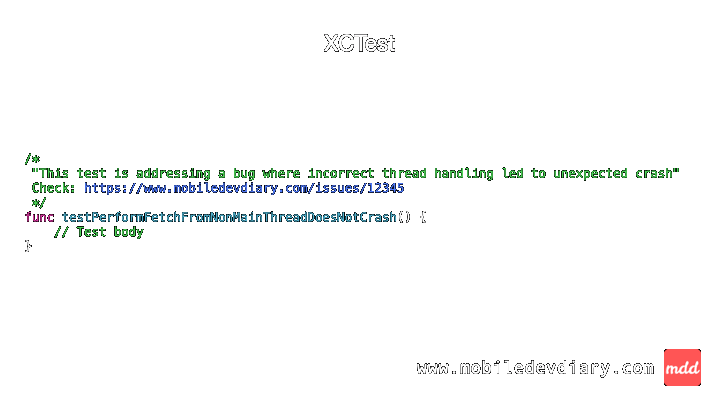 XCTest
/*
"This test is addressing a bug where incorrect thread handling led to unexpected crash"
Check: https://www.mobiledevdiary.com/issues/12345
*/
func testPerformFetchFromNonMainThreadDoesNotCrash() {
// Test body
}
www.mobiledevdiary.com
mdd